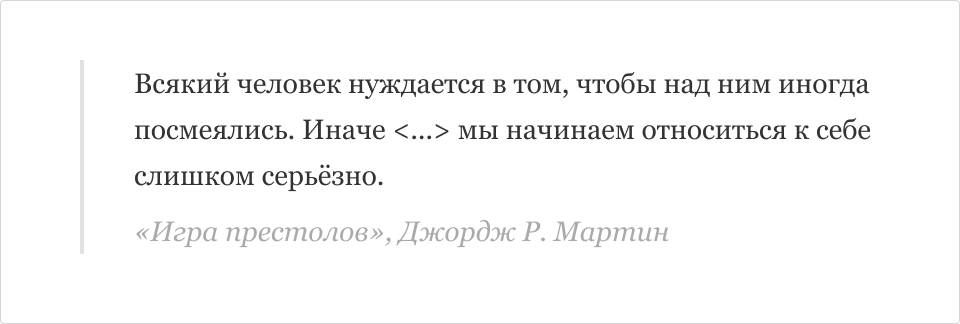 Всякий человек нуждается в том, чтобы над ним иногда
посмеялись. Иначе <...> мы начинаем относиться к себе
слишком серьёзно.
«Игра престолов», Джордж Р. Мартин